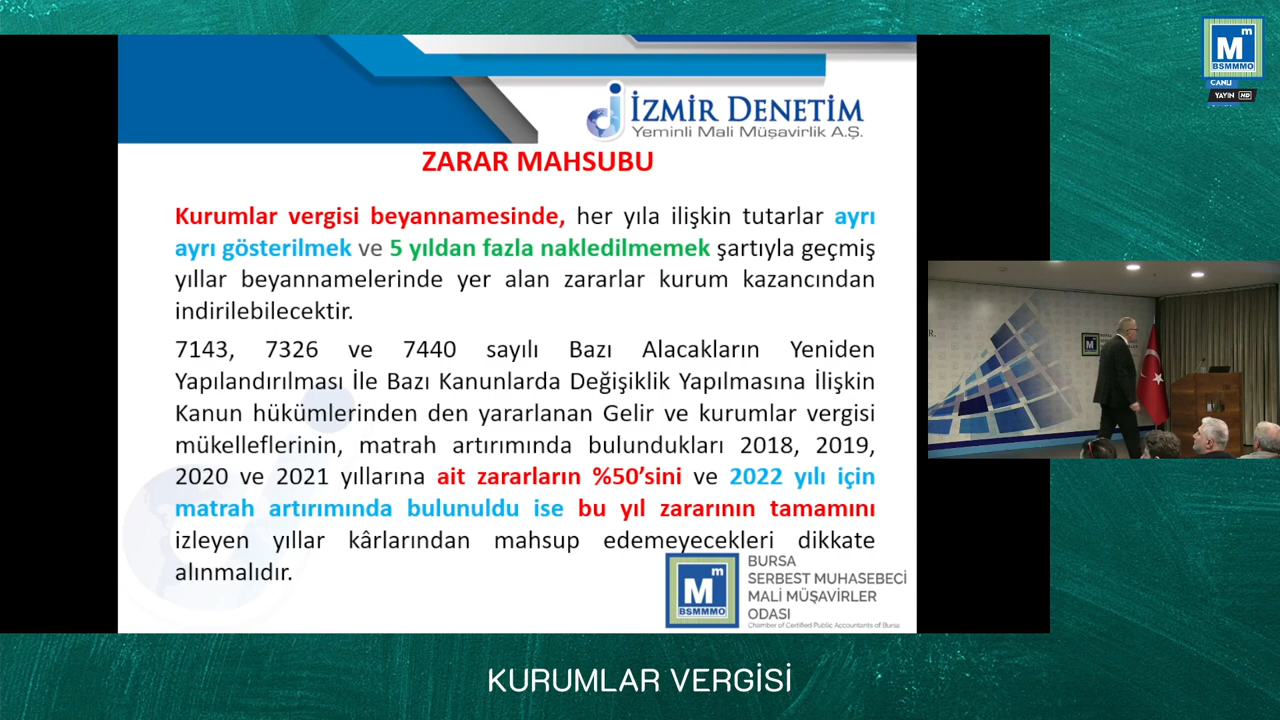 M m
BSMMMO
CANLI
YAYIN HD
İZMİR DENETİM
Yeminli Mali Müşavirlik A.Ş.
ZARAR MAHSUBU
Kurumlar vergisi beyannamesinde, her yıla ilişkin tutarlar ayrı
ayrı gösterilmek ve 5 yıldan fazla nakledilmemek şartıyla geçmiş
yıllar beyannamelerinde yer alan zararlar kurum kazancından
indirilebilecektir.
7143, 7326 ve 7440 sayılı Bazı Alacakların Yeniden
Yapılandırılması İle Bazı Kanunlarda Değişiklik Yapılmasına İlişkin
Kanun hükümlerinden den yararlanan Gelir ve kurumlar vergisi
mükelleflerinin, matrah artırımında bulundukları 2018, 2019,
2020 ve 2021 yıllarına ait zararların %50’sini ve 2022 yılı için
matrah artırımında bulunuldu ise bu yıl zararının tamamını
izleyen yıllar kârlarından mahsup edemeyecekleri dikkate
alınmalıdır.
M m
BSMMMO
BURSA
SERBEST MUHASEBECİ
MALİ MÜŞAVİRLER
ODASI
Chamber of Certified Public Accountants of Bursa
KURUMLAR VERGİSİ